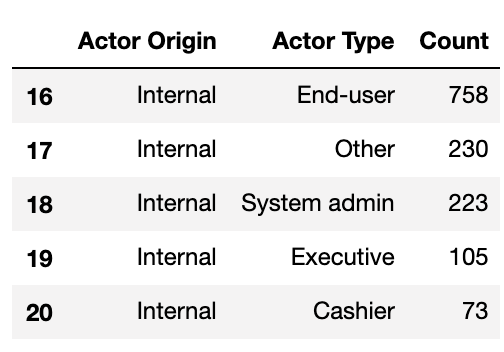 Actor Origin Actor Type Count
16 Internal End-user 758
17 Internal Other 230
18 Internal System admin 223
19 Internal Executive 105
20 Internal Cashier 73